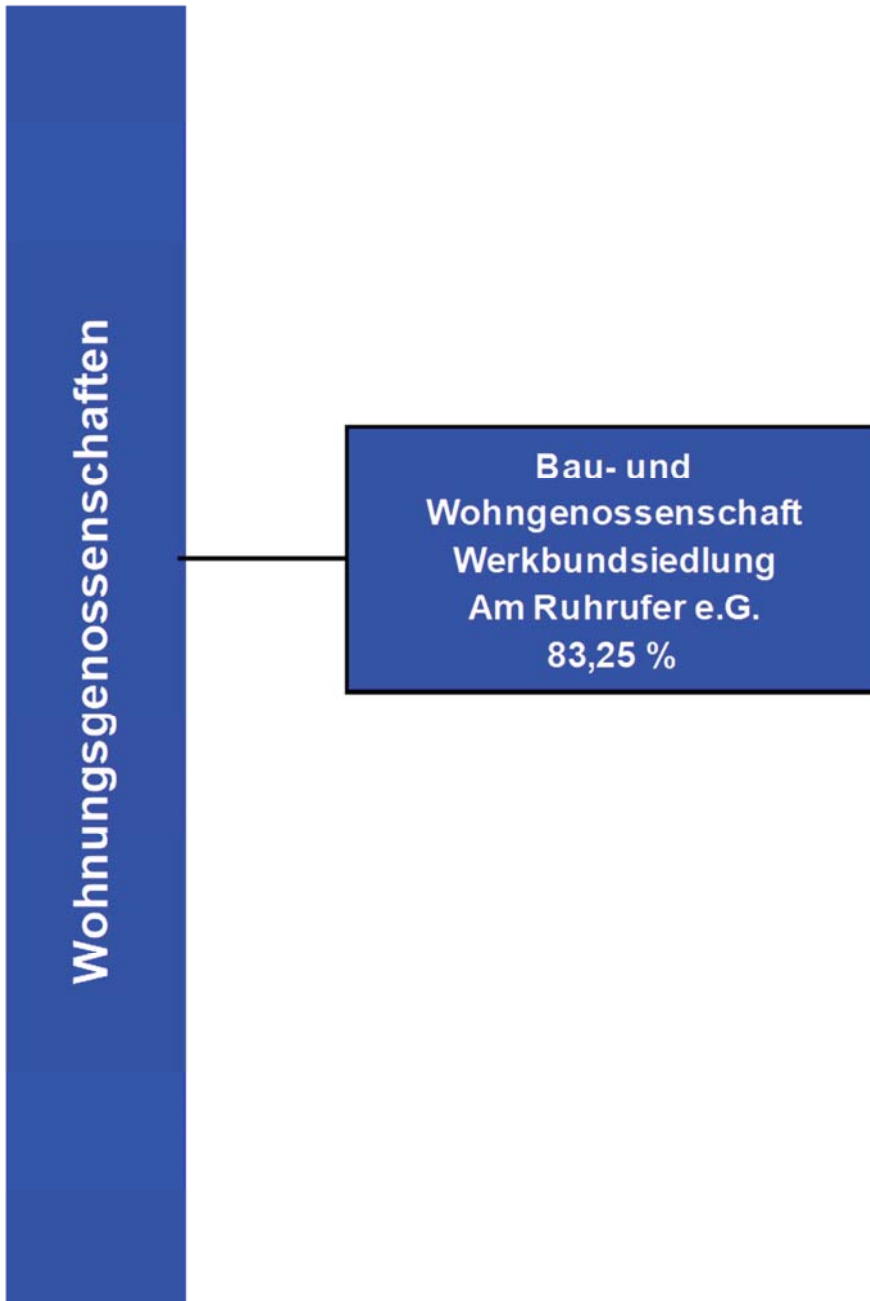 Wohnungsgenossenschaften
Bau- und
Wohngenossenschaft
Werkbundsiedlung
Am Ruhrufer e.G.
83,25 %